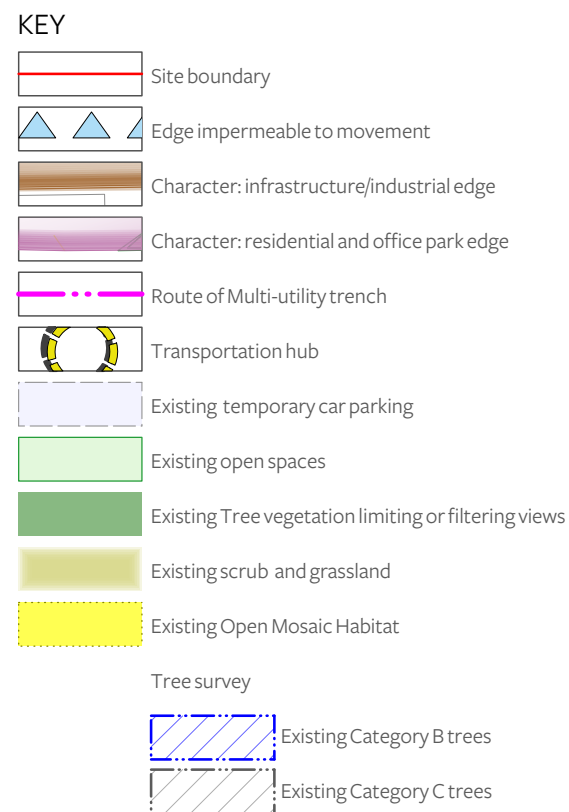 KEY
Site boundary
Edge impermeable to movement
Character: infrastructure/industrial edge
Character: residential and office park edge
Route of Multi-utility trench
Transportation hub
Existing temporary car parking
Existing open spaces
Existing Tree vegetation limiting or filtering views
Existing scrub and grassland
Existing Open Mosaic Habitat
Tree survey
Existing Category B trees
Existing Category C trees